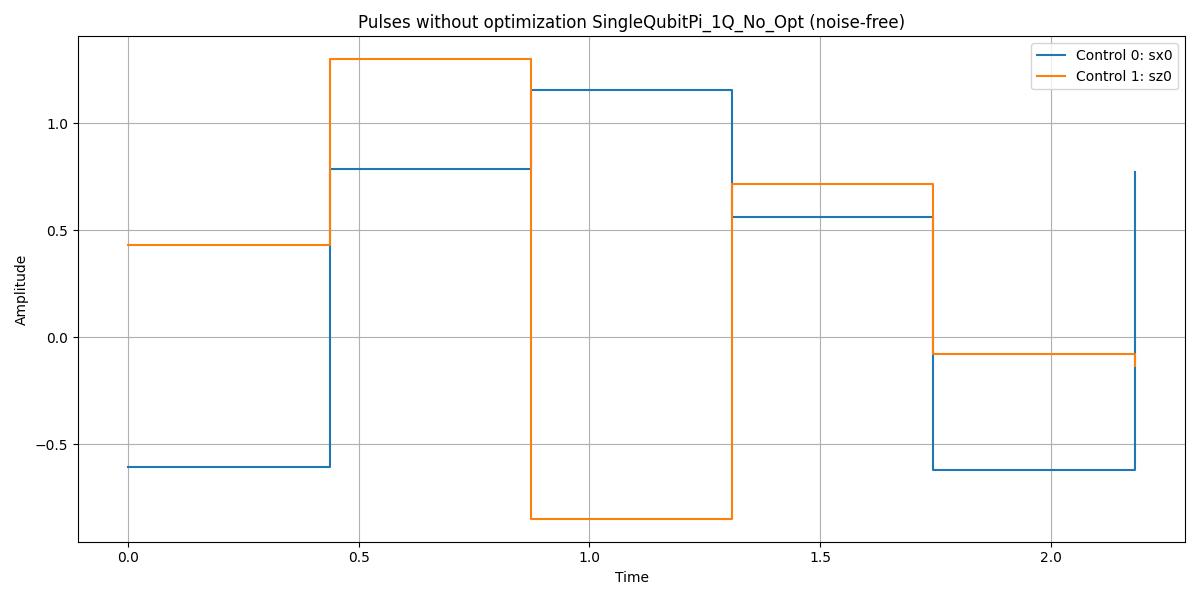 Pulses without optimization SingleQubitPi_1Q_No_Opt (noise-free)
Control 0: sx0
Control 1: sz0
Amplitude
1.0
0.5
0.0
−0.5
0.0
0.5
1.0
1.5
2.0
Time